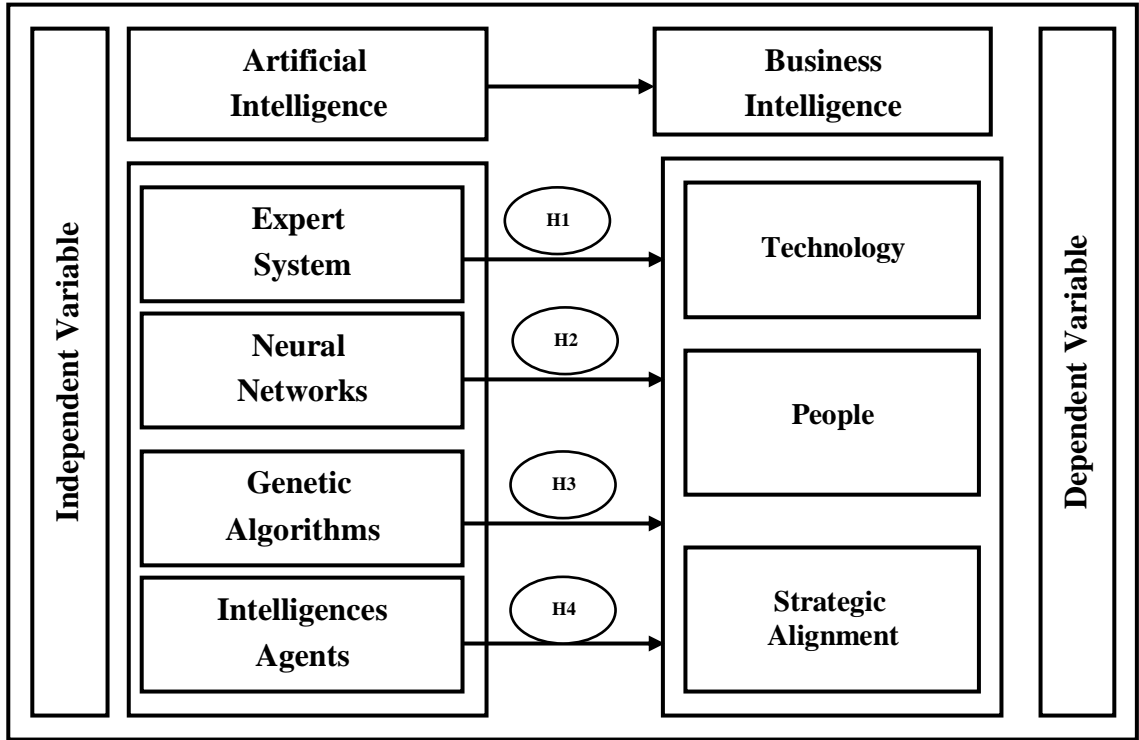 Independent Variable
Artificial
Intelligence
Business
Intelligence
Expert
System
H1
Technology
Neural
Networks
H2
People
Genetic
Algorithms
H3
Intelligences
Agents
H4
Strategic
Alignment
Dependent Variable